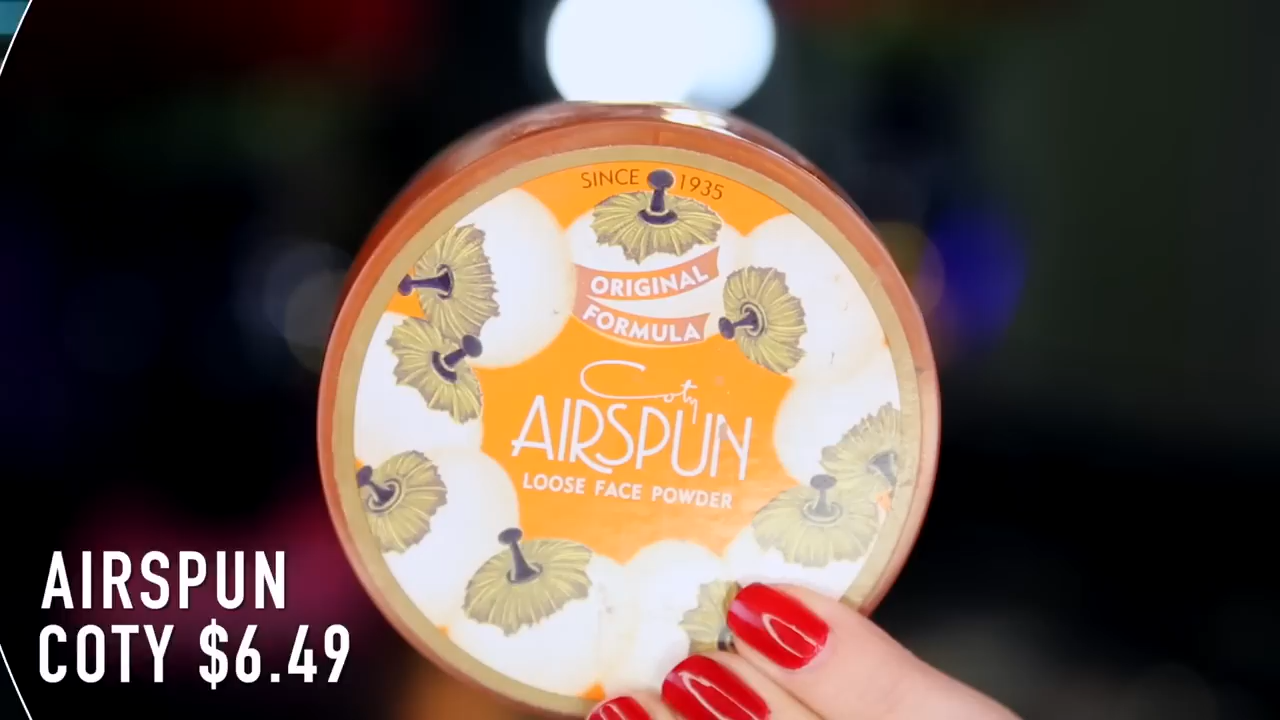 SINCE 1935
ORIGINAL
FORMULA
Coty
AIRSPUN
LOOSE FACE POWDER
AIRSPUN
COTY $6.49